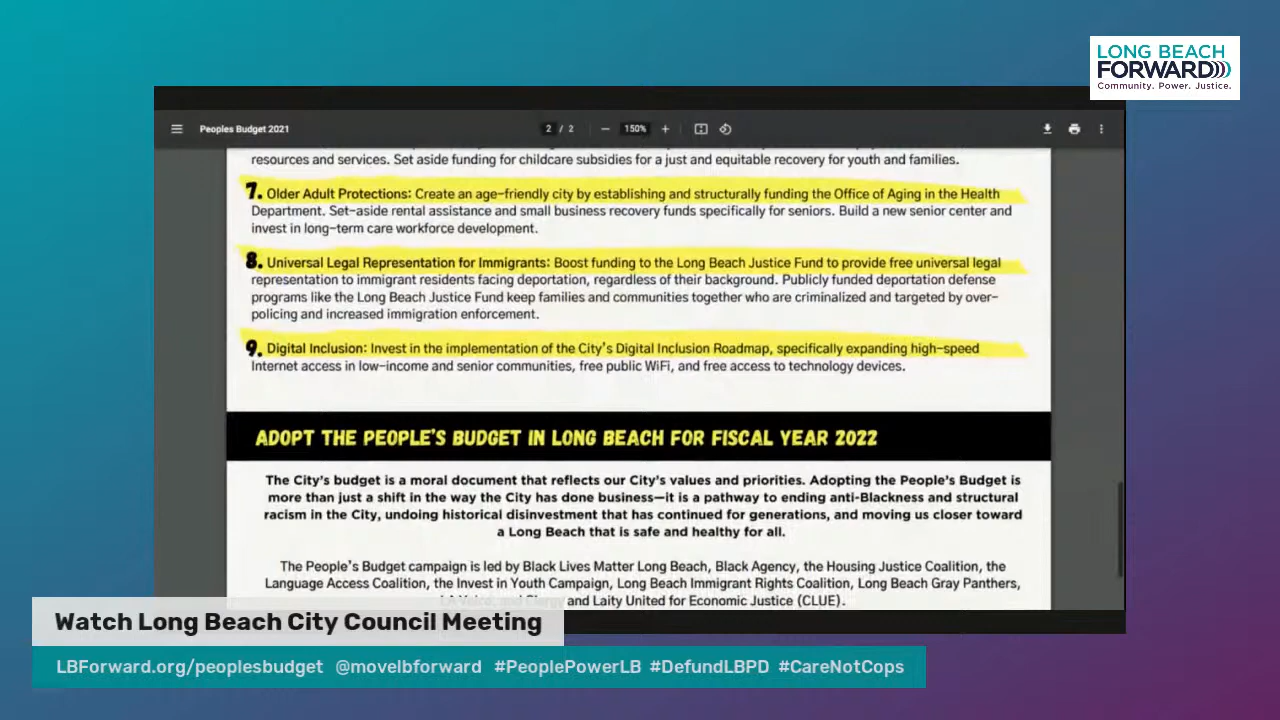 LONG BEACH
FORWARD
Community. Power. Justice.
Peoples Budget 2021
2 / 2
150%
resources and services. Set aside funding for childcare subsidies for a just and equitable recovery for youth and families.
7. Older Adult Protections: Create an age-friendly city by establishing and structurally funding the Office of Aging in the Health
Department. Set-aside rental assistance and small business recovery funds specifically for seniors. Build a new senior center and
invest in long-term care workforce development.
8. Universal Legal Representation for Immigrants: Boost funding to the Long Beach Justice Fund to provide free universal legal
representation to immigrant residents facing deportation, regardless of their background. Publicly funded deportation defense
programs like the Long Beach Justice Fund keep families and communities together who are criminalized and targeted by over-
policing and increased immigration enforcement.
9. Digital Inclusion: Invest in the implementation of the City's Digital Inclusion Roadmap, specifically expanding high-speed
Internet access in low-income and senior communities, free public WiFi, and free access to technology devices.
ADOPT THE PEOPLE'S BUDGET IN LONG BEACH FOR FISCAL YEAR 2022
The City's budget is a moral document that reflects our City's values and priorities. Adopting the People's Budget is
more than just a shift in the way the City has done business—it is a pathway to ending anti-Blackness and structural
racism in the City, undoing historical disinvestment that has continued for generations, and moving us closer toward
a Long Beach that is safe and healthy for all.
The People's Budget campaign is led by Black Lives Matter Long Beach, Black Agency, the Housing Justice Coalition, the
Language Access Coalition, the Invest in Youth Campaign, Long Beach Immigrant Rights Coalition, Long Beach Gray Panthers,
and Laity United for Economic Justice (CLUE).
Watch Long Beach City Council Meeting
LBForward.org/peoplesbudget @movelbforward #PeoplePowerLB #DefundLBPD #CareNotCops